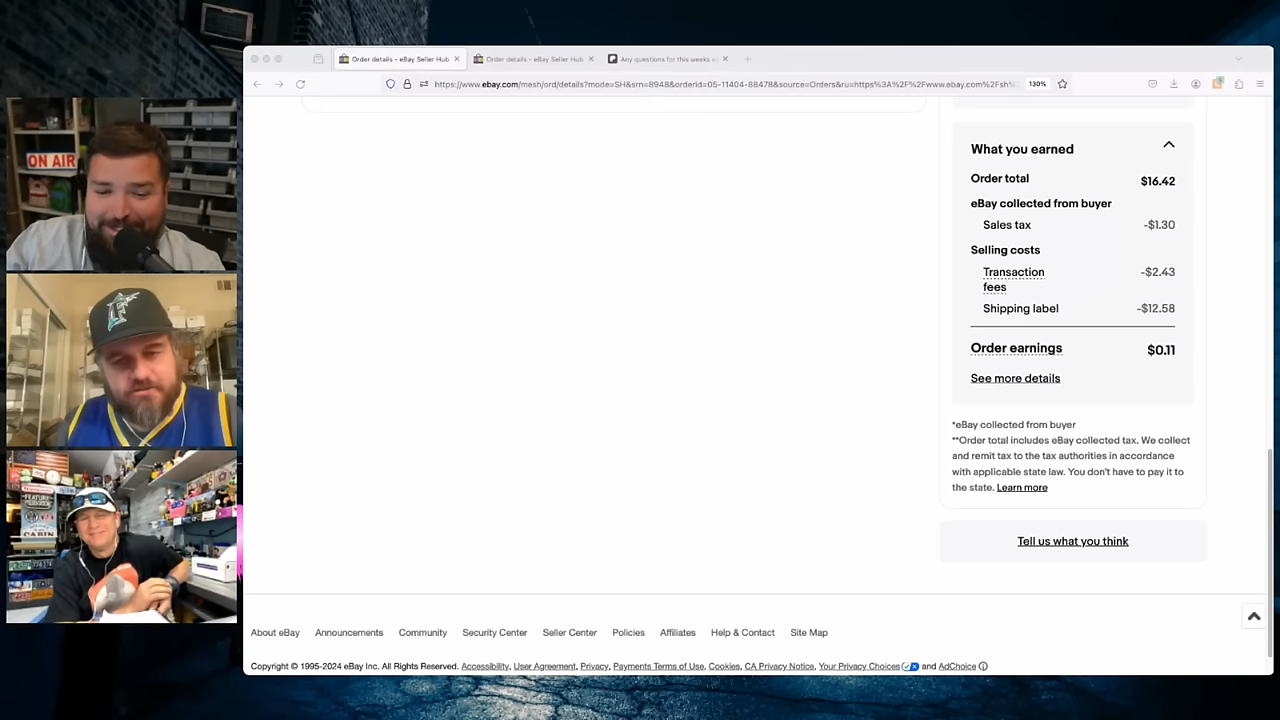 Order details - eBay Seller Hub
Order details - eBay Seller Hub
Any questions for this weeks e
https://www.ebay.com/mesh/ord/details?mode=SH&srn=8948&orderid=05-11404-88478&source=Orders&ru=https%3A%2F%2Fwww.ebay.com%2Fsh%
130%
ON AIR
What you earned
Order total $16.42
eBay collected from buyer
Sales tax -$1.30
Selling costs
Transaction fees -$2.43
Shipping label -$12.58
Order earnings $0.11
See more details
*eBay collected from buyer
**Order total includes eBay collected tax. We collect
and remit tax to the tax authorities in accordance
with applicable state law. You don't have to pay it to
the state. Learn more
F
CABIN
Tell us what you think
About eBay Announcements Community Security Center Seller Center Policies Affiliates Help & Contact Site Map
Copyright © 1995-2024 eBay Inc. All Rights Reserved. Accessibility, User Agreement, Privacy, Payments Terms of Use, Cookies, CA Privacy Notice, Your Privacy Choices and AdChoice